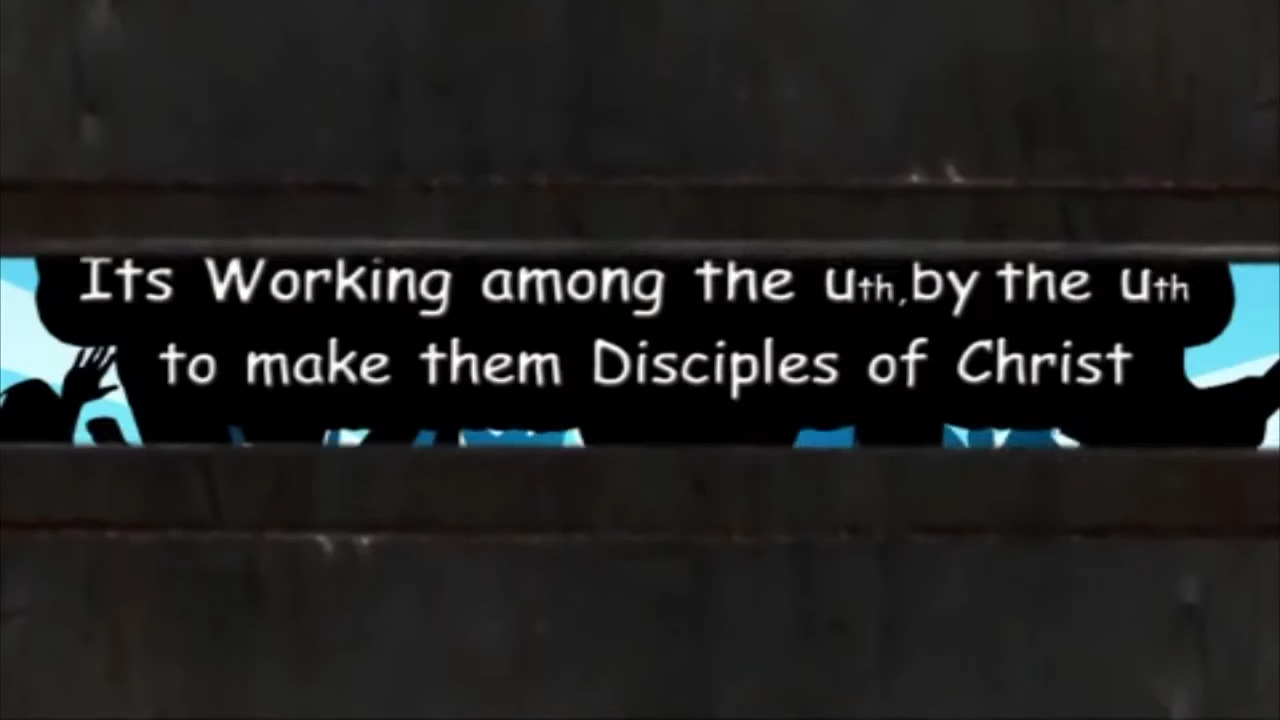 Its Working among the uth,by the uth
to make them Disciples of Christ